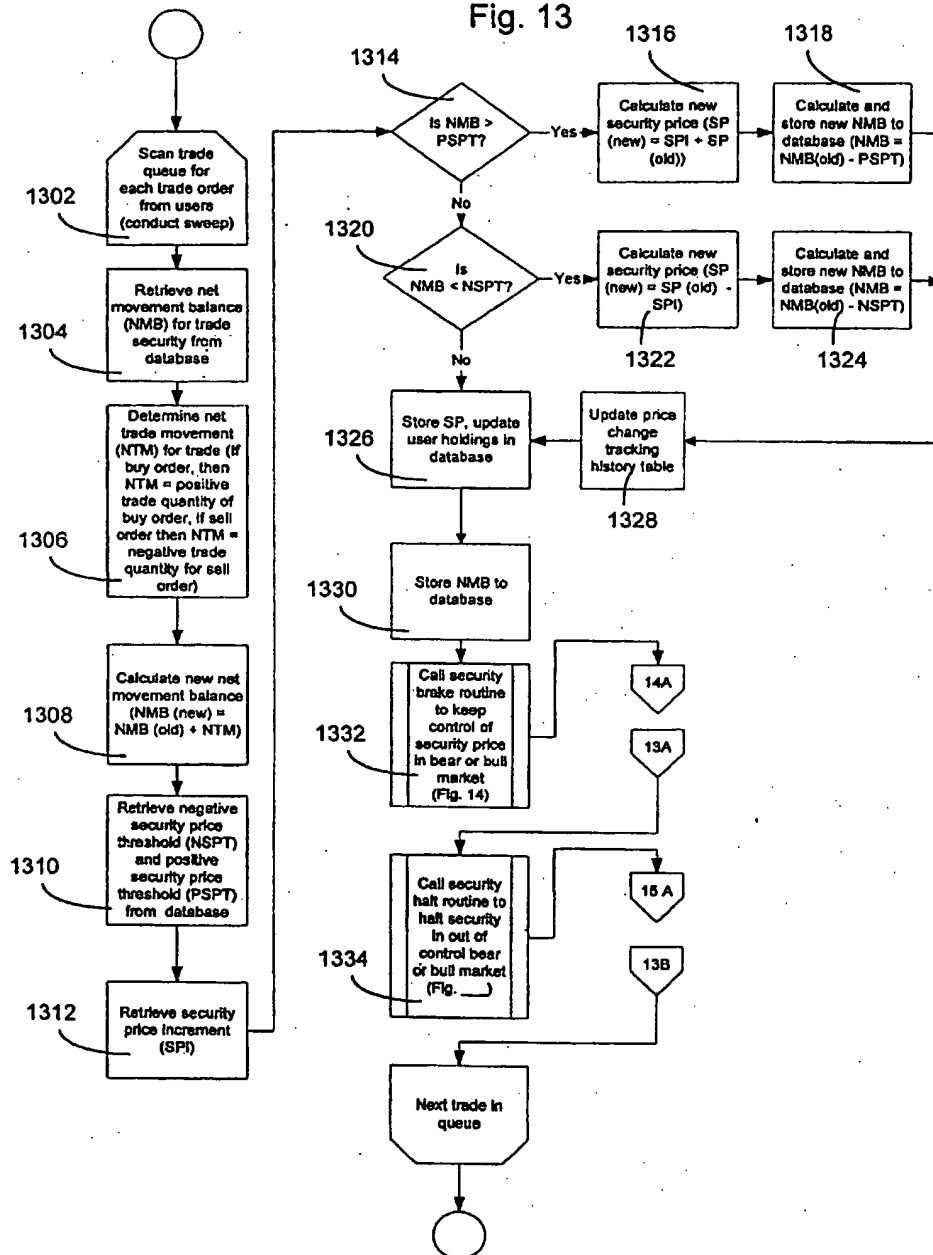 Fig. 13
1302
Scan trade
queue for
each trade order
from users
(conduct sweep)
1304
Retrieve net
movement balance
(NMB) for trade
security from
database
1306
Determine net
trade movement
(NTM) for trade (if
buy order, then
NTM = positive
trade quantity of
buy order, if sell
order then NTM =
negative trade
quantity for sell
order)
1308
Calculate new net
movement balance
(NMB (new) =
NMB (old) + NTM)
1310
Retrieve negative
security price
threshold (NSPT)
and positive
security price
threshold (PSPT)
from database
1312
Retrieve security
price increment
(SPI)
1314
Is NMB >
PSPT?
Yes
No
1316
Calculate new
security price (SP
(new) = SPI + SP
(old))
1318
Calculate and
store new NMB to
database (NMB =
NMB(old) - PSPT)
1320
Is
NMB < NSPT?
Yes
No
Calculate new
security price (SP
(new) = SP (old) -
SPI)
1322
Calculate and
store new NMB to
database (NMB =
NMB(old) - NSPT)
1324
1326
Store SP, update
user holdings in
database
Update price
change
tracking
history table
1328
1330
Store NMB to
database
1332
Call security
brake routine
to keep
control of
security price
in bear or bull
market
(Fig. 14)
14A
13A
1334
Call security
halt routine to
halt security
in out of
control bear
or bull market
(Fig. ___)
15 A
13B
Next trade in
queue